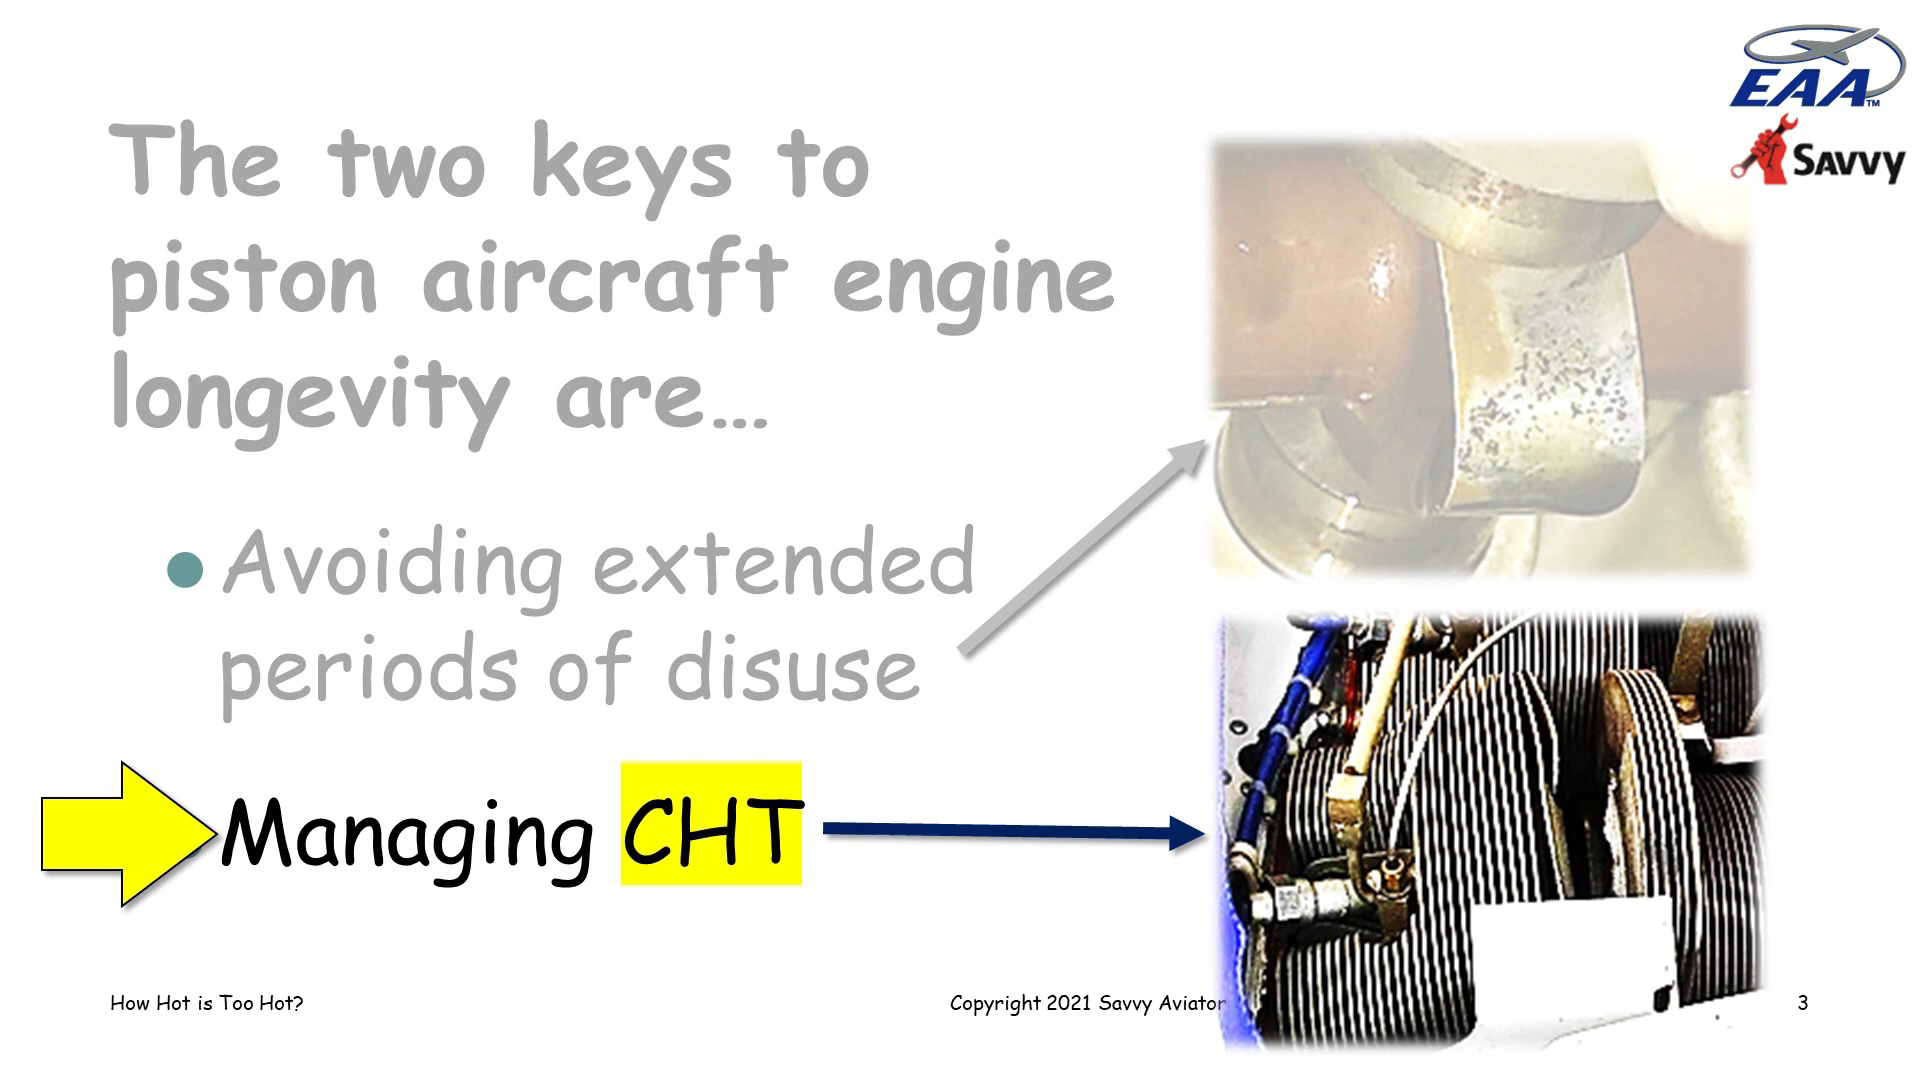 EAA™
SAVVY
The two keys to
piston aircraft engine
longevity are…
Avoiding extended
periods of disuse
Managing CHT
How Hot is Too Hot?
Copyright 2021 Savvy Aviator
3